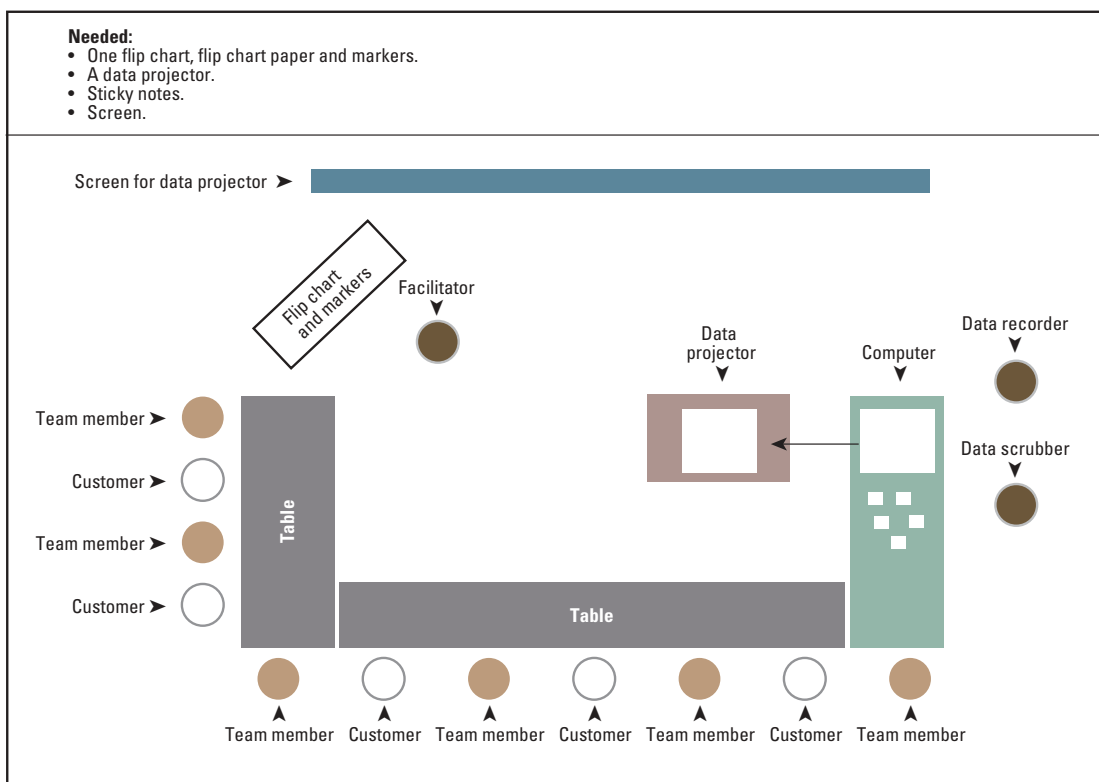 Needed:
• One flip chart, flip chart paper and markers.
• A data projector.
• Sticky notes.
• Screen.
Screen for data projector
Flip chart
and markers
Facilitator
Data
projector
Computer
Data recorder
Data scrubber
Team member
Customer
Team member
Customer
Table
Table
Team member
Customer
Team member
Customer
Team member
Customer
Team member